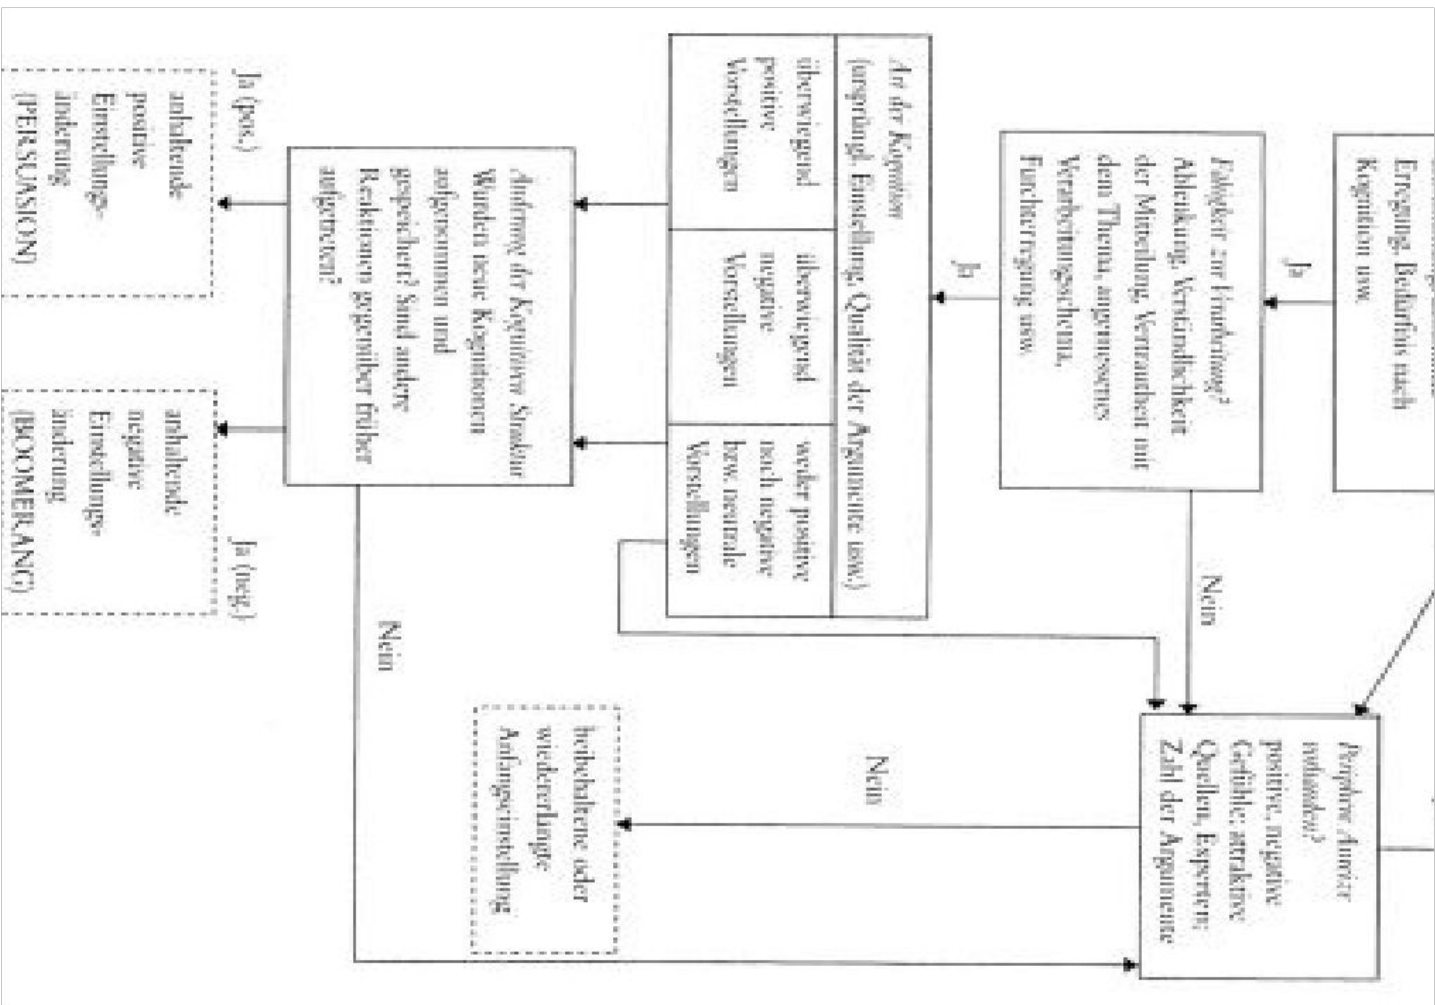 Erregung, Bedürfnis nach
Kognition usw.
Ja
Fähigkeit zur Verarbeitung?
Ablenkung, Verständlichkeit
der Mitteilung, Vertrautheit mit
dem Thema, angemessenes
Verarbeitungsschema,
Furchterregung usw.
Ja
Nein
Periphere Anreize
vorhanden?
positive, negative
Gefühle; attraktive
Quellen, Experten;
Zahl der Argumente
Art der Kognition
(ursprüngl. Einstellung, Qualität der Argumente usw.)
überwiegend
positive
Vorstellungen
überwiegend
negative
Vorstellungen
weder positive
noch negative
bzw. neutrale
Vorstellungen
Nein
beibehaltene oder
wiedererlangte
Anfangseinstellung
Änderung der Kognitiven Struktur
Wurden neue Kognitionen
aufgenommen und
gespeichert? Sind andere
Reaktionen gegenüber früher
aufgetreten?
Nein
Ja (pos.)
anhaltende
positive
Einstellungs-
änderung
(PERSUASION)
Ja (neg.)
anhaltende
negative
Einstellungs-
änderung
(BOOMERANG)